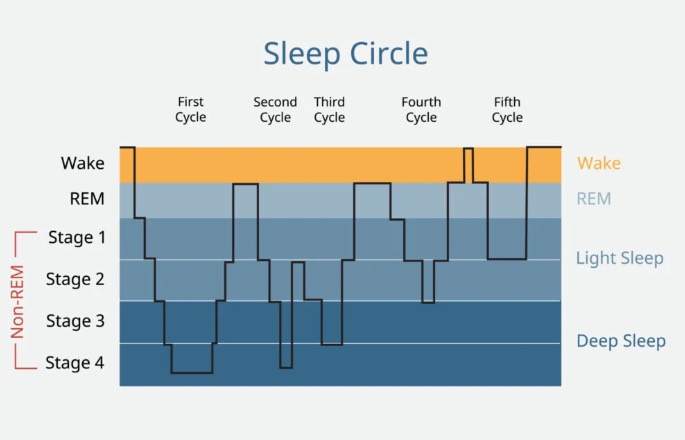 Sleep Circle
First
Cycle
Second
Cycle
Third
Cycle
Fourth
Cycle
Fifth
Cycle
Wake
REM
Stage 1
Stage 2
Stage 3
Stage 4
Non-REM
Wake
REM
Light Sleep
Deep Sleep